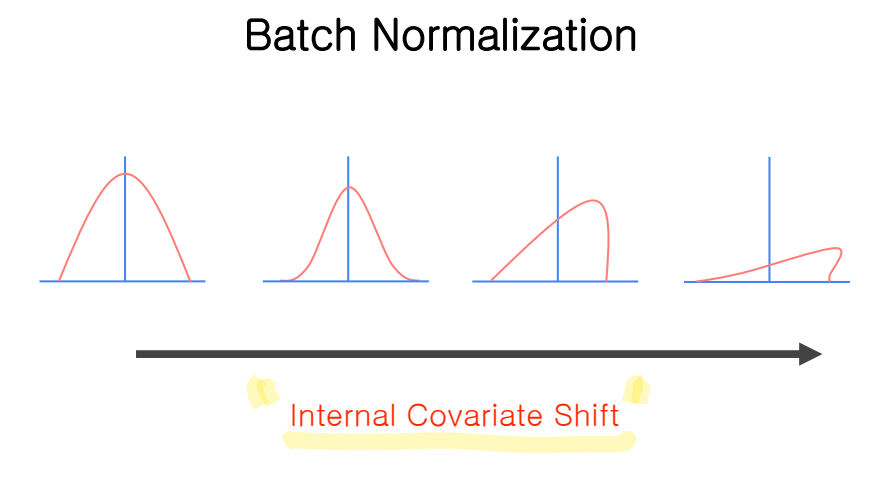 Batch Normalization
Internal Covariate Shift